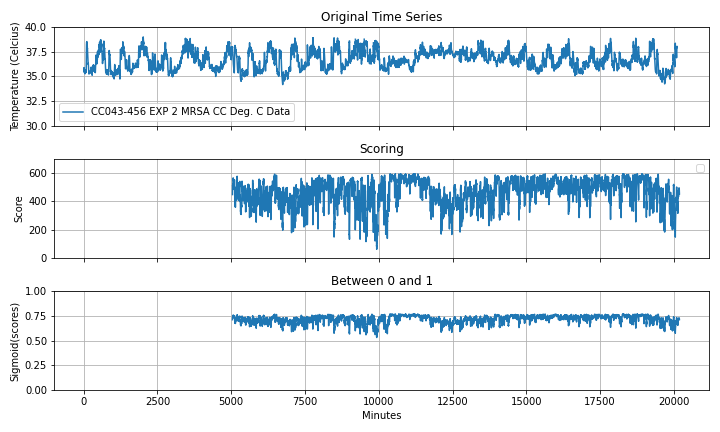 Original Time Series
Temperature (Celcius)
40.0
37.5
35.0
32.5
30.0
CC043-456 EXP 2 MRSA CC Deg. C Data
Scoring
Score
600
400
200
0
Between 0 and 1
Sigmoid(scores)
1.00
0.75
0.50
0.25
0.00
0 2500 5000 7500 10000 12500 15000 17500 20000
Minutes